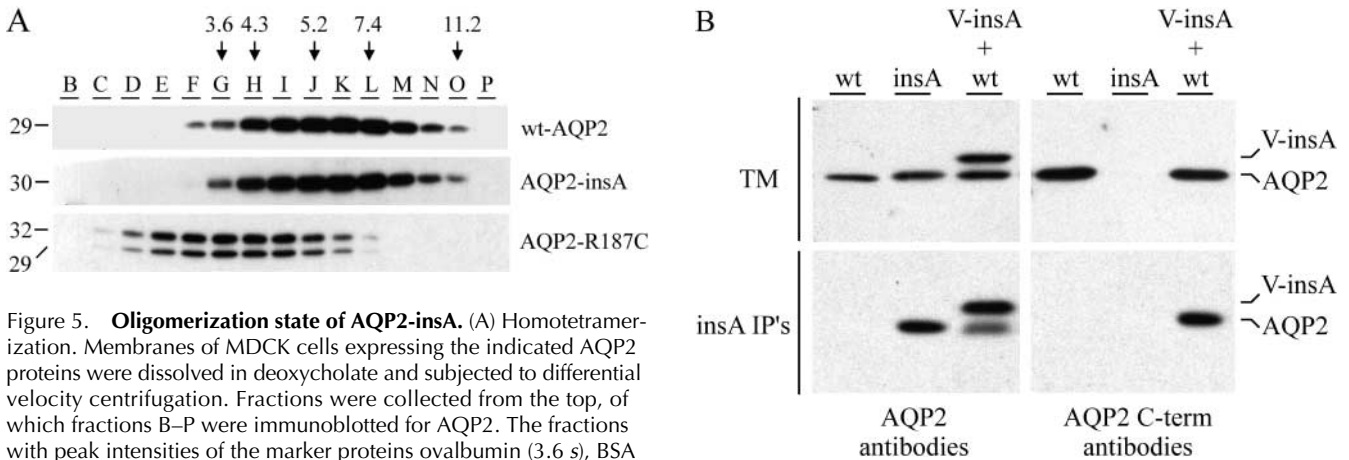 A
3.6 4.3 5.2 7.4 11.2
B C D E F G H I J K L M N O P
29 wt-AQP2
30 AQP2-insA
32
29 AQP2-R187C
Figure 5. Oligomerization state of AQP2-insA. (A) Homotetramer-
ization. Membranes of MDCK cells expressing the indicated AQP2
proteins were dissolved in deoxycholate and subjected to differential
velocity centrifugation. Fractions were collected from the top, of
which fractions B–P were immunoblotted for AQP2. The fractions
with peak intensities of the marker proteins ovalbumin (3.6 s), BSA
B
V-insA
+
wt insA wt
V-insA
+
wt insA wt
TM
V-insA
AQP2
insA IP's
V-insA
AQP2
AQP2
antibodies
AQP2 C-term
antibodies